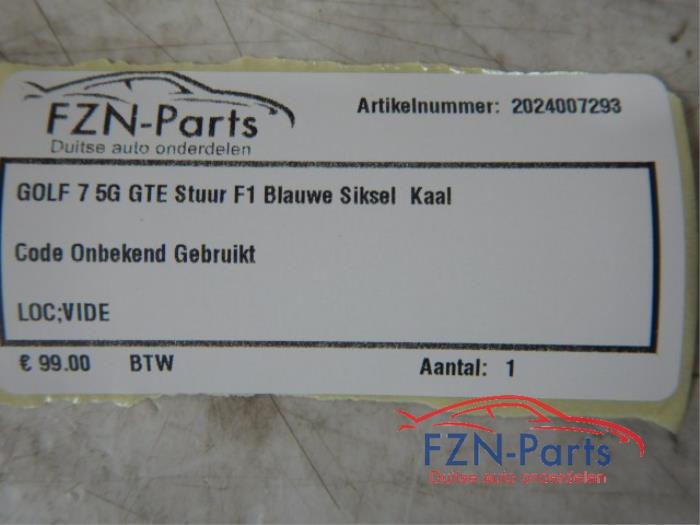 FZN-Parts
Duitse auto onderdelen
Artikelnummer: 2024007293
GOLF 7 5G GTE Stuur F1 Blauwe Siksel Kaal
Code Onbekend Gebruikt
LOC;VIDE
€ 99.00 BTW Aantal: 1
FZN-Parts
Duitse auto onderdelen